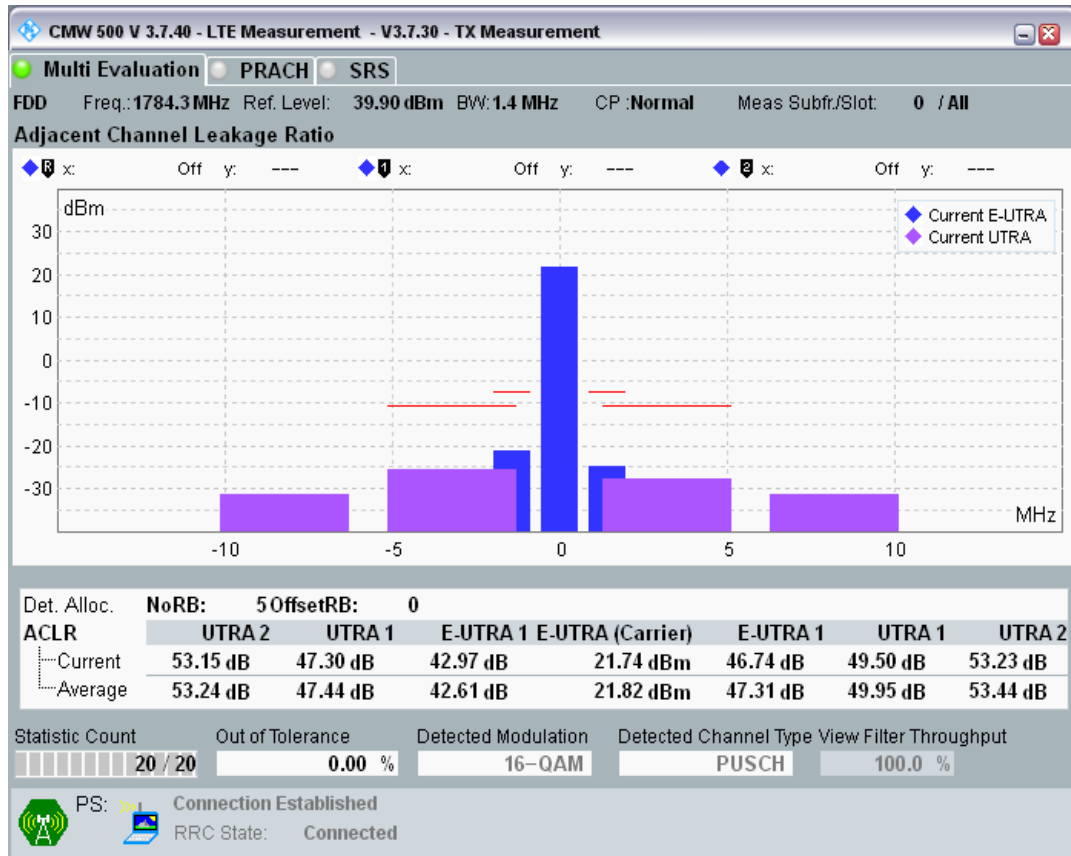 CMW 500 V 3.7.40 - LTE Measurement - V3.7.30 - TX Measurement
Multi Evaluation PRACH SRS
FDD Freq.:1784.3 MHz Ref. Level: 39.90 dBm BW:1.4 MHz CP :Normal Meas Subfr./Slot: 0 / All
Adjacent Channel Leakage Ratio
R x: Off y: --- 1 x: Off y: --- 2 x: Off y: ---
dBm
Current E-UTRA
Current UTRA
30
20
10
0
-10
-20
-30
MHz
-10 -5 0 5 10
Det. Alloc. NoRB: 5 OffsetRB: 0
ACLR UTRA 2 UTRA 1 E-UTRA 1 E-UTRA (Carrier) E-UTRA 1 UTRA 1 UTRA 2
Current 53.15 dB 47.30 dB 42.97 dB 21.74 dBm 46.74 dB 49.50 dB 53.23 dB
Average 53.24 dB 47.44 dB 42.61 dB 21.82 dBm 47.31 dB 49.95 dB 53.44 dB
Statistic Count Out of Tolerance Detected Modulation Detected Channel Type View Filter Throughput
20 / 20 0.00 % 16-QAM PUSCH 100.0 %
PS: Connection Established
RRC State: Connected